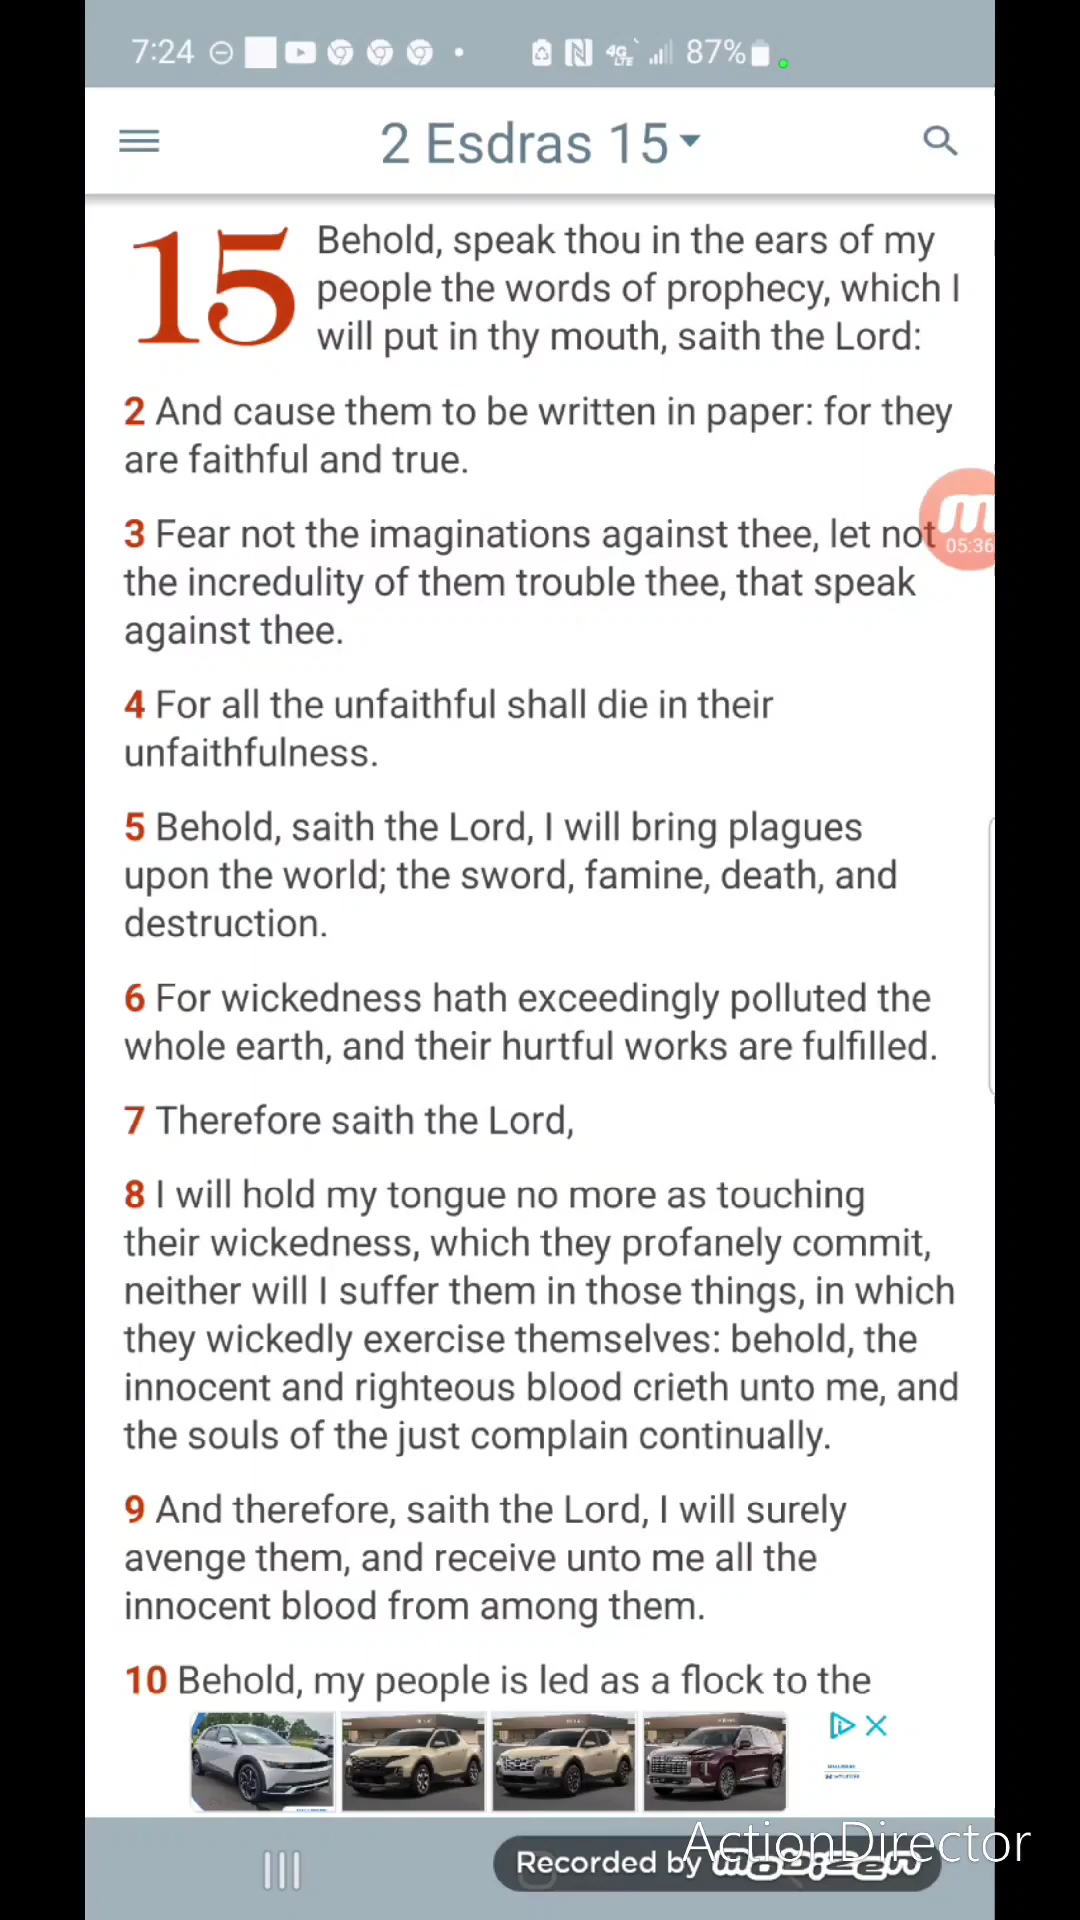 7:24
4G LTE
87%
2 Esdras 15
15 Behold, speak thou in the ears of my
people the words of prophecy, which I
will put in thy mouth, saith the Lord:
2 And cause them to be written in paper: for they
are faithful and true.
3 Fear not the imaginations against thee, let not
05:36
the incredulity of them trouble thee, that speak
against thee.
4 For all the unfaithful shall die in their
unfaithfulness.
5 Behold, saith the Lord, I will bring plagues
upon the world; the sword, famine, death, and
destruction.
6 For wickedness hath exceedingly polluted the
whole earth, and their hurtful works are fulfilled.
7 Therefore saith the Lord,
8 I will hold my tongue no more as touching
their wickedness, which they profanely commit,
neither will I suffer them in those things, in which
they wickedly exercise themselves: behold, the
innocent and righteous blood crieth unto me, and
the souls of the just complain continually.
9 And therefore, saith the Lord, I will surely
avenge them, and receive unto me all the
innocent blood from among them.
10 Behold, my people is led as a flock to the
ActionDirector
Recorded by mobizen